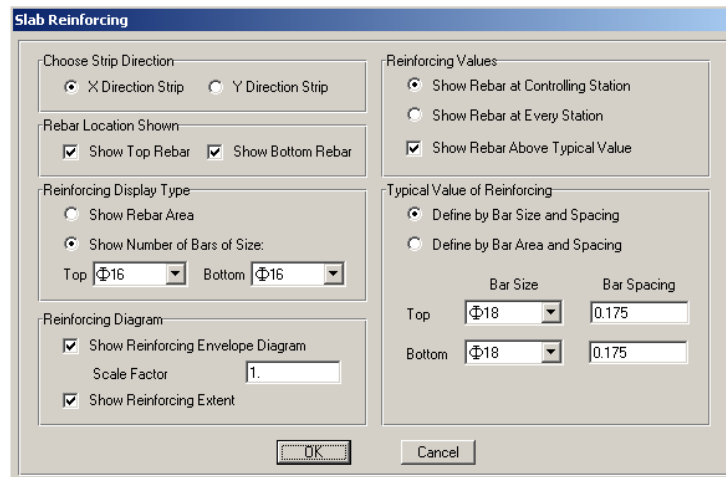 Slab Reinforcing
Choose Strip Direction
X Direction Strip Y Direction Strip
Rebar Location Shown
Show Top Rebar Show Bottom Rebar
Reinforcing Display Type
Show Rebar Area
Show Number of Bars of Size:
Top Φ16 Bottom Φ16
Reinforcing Diagram
Show Reinforcing Envelope Diagram
Scale Factor 1.
Show Reinforcing Extent
Reinforcing Values
Show Rebar at Controlling Station
Show Rebar at Every Station
Show Rebar Above Typical Value
Typical Value of Reinforcing
Define by Bar Size and Spacing
Define by Bar Area and Spacing
Bar Size Bar Spacing
Top Φ18 0.175
Bottom Φ18 0.175
OK Cancel